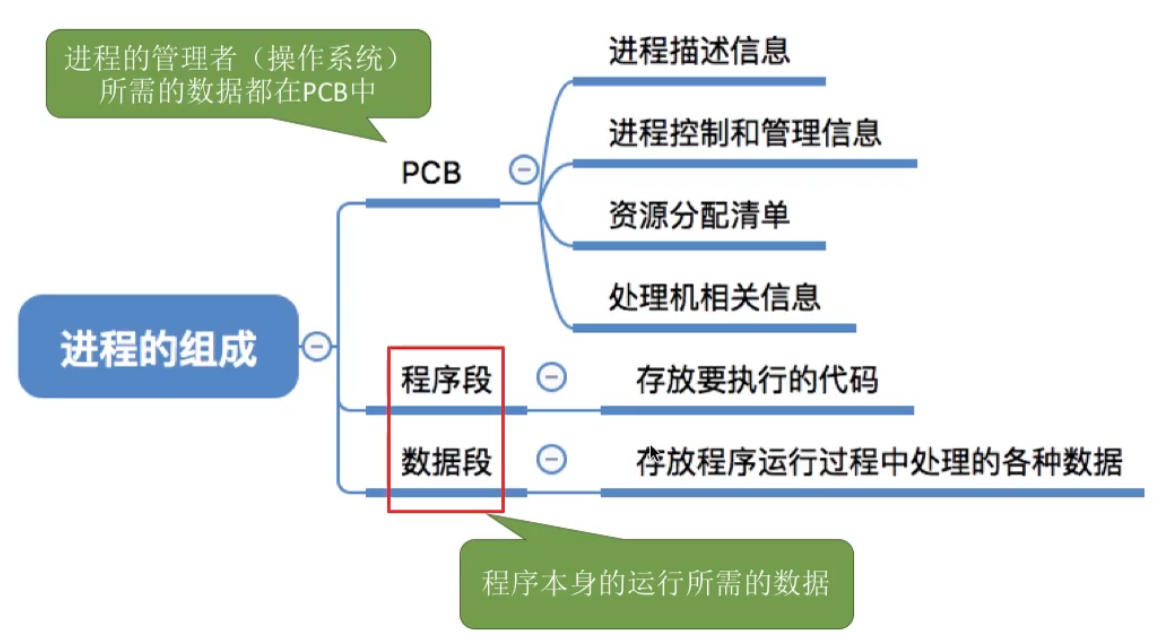 进程的管理者（操作系统）
所需的数据都在PCB中
进程描述信息
进程控制和管理信息
PCB
资源分配清单
处理机相关信息
进程的组成
程序段
存放要执行的代码
数据段
存放程序运行过程中处理的各种数据
程序本身的运行所需的数据